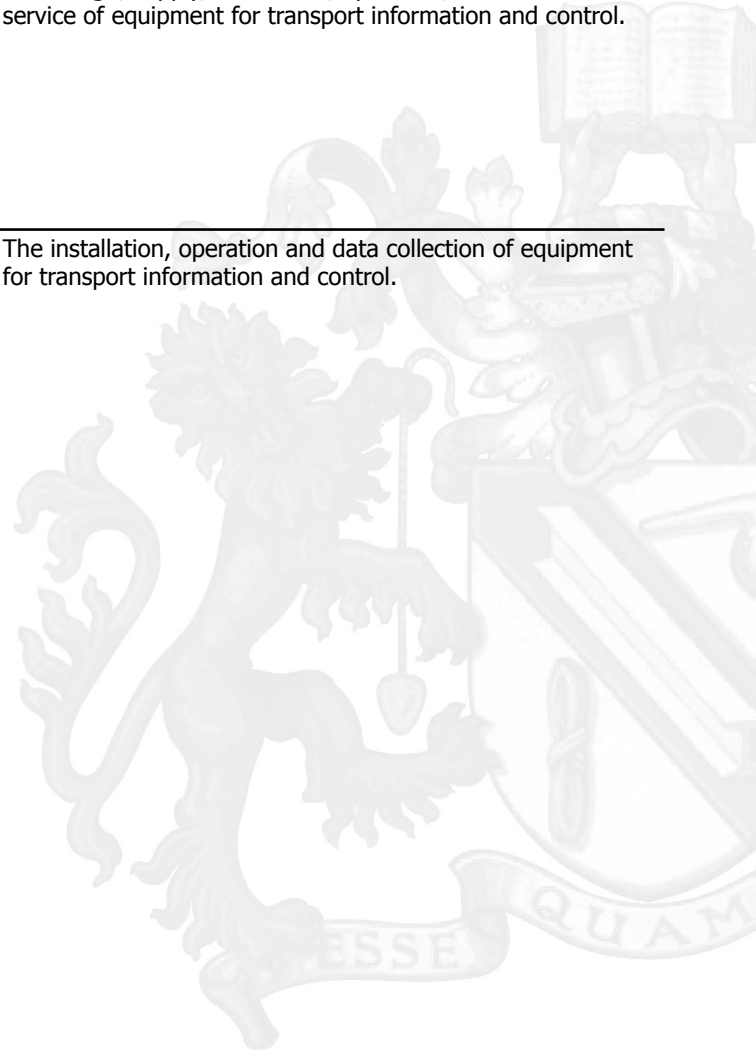 service of equipment for transport information and control.
The installation, operation and data collection of equipment
for transport information and control.
ESSE
QUAM